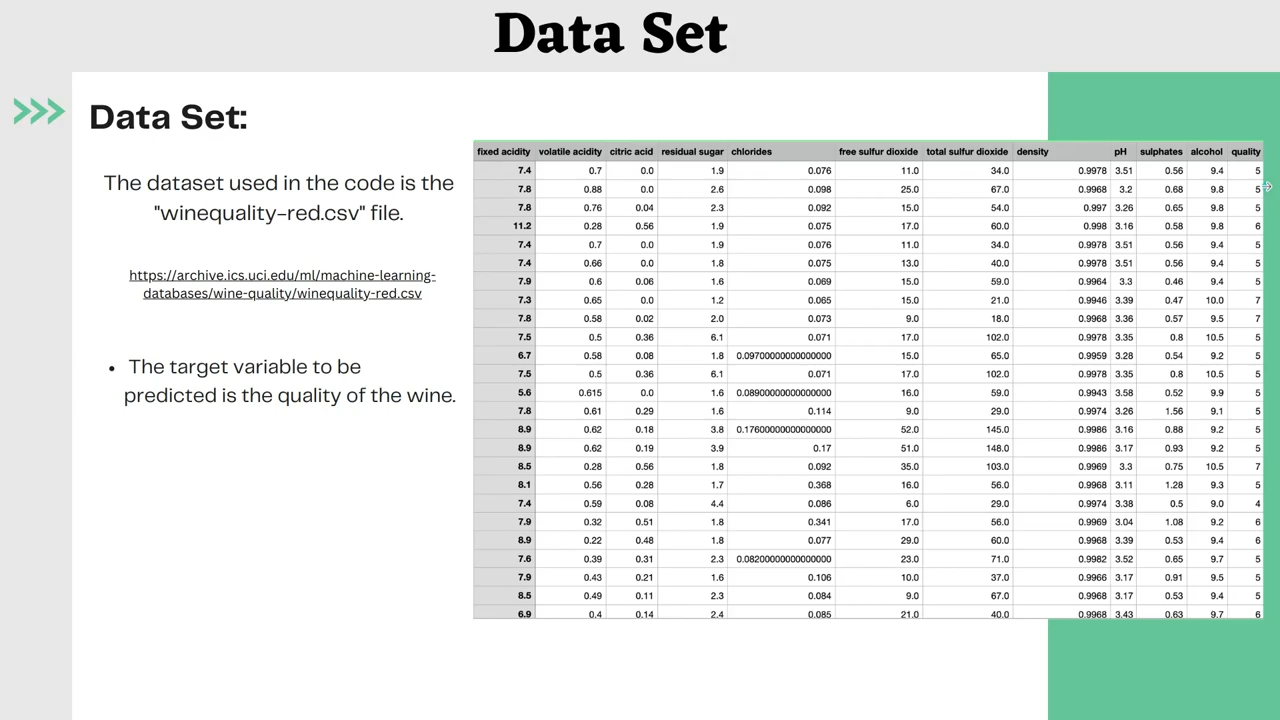 Data Set
Data Set:
The dataset used in the code is the
"winequality-red.csv" file.
https://archive.ics.uci.edu/ml/machine-learning-
databases/wine-quality/winequality-red.csv
• The target variable to be
predicted is the quality of the wine.
fixed acidity volatile acidity citric acid residual sugar chlorides free sulfur dioxide total sulfur dioxide density pH sulphates alcohol quality
7.4 0.7 0.0 1.9 0.076 11.0 34.0 0.9978 3.51 0.56 9.4 5
7.8 0.88 0.0 2.6 0.098 25.0 67.0 0.9968 3.2 0.68 9.8 5
7.8 0.76 0.04 2.3 0.092 15.0 54.0 0.997 3.26 0.65 9.8 5
11.2 0.28 0.56 1.9 0.075 17.0 60.0 0.998 3.16 0.58 9.8 6
7.4 0.7 0.0 1.9 0.076 11.0 34.0 0.9978 3.51 0.56 9.4 5
7.4 0.66 0.0 1.8 0.075 13.0 40.0 0.9978 3.51 0.56 9.4 5
7.9 0.6 0.06 1.6 0.069 15.0 59.0 0.9964 3.3 0.46 9.4 5
7.3 0.65 0.0 1.2 0.065 15.0 21.0 0.9946 3.39 0.47 10.0 7
7.8 0.58 0.02 2.0 0.073 9.0 18.0 0.9968 3.36 0.57 9.5 7
7.5 0.5 0.36 6.1 0.071 17.0 102.0 0.9978 3.35 0.8 10.5 5
6.7 0.58 0.08 1.8 0.09700000000000000 15.0 65.0 0.9959 3.28 0.54 9.2 5
7.5 0.5 0.36 6.1 0.071 17.0 102.0 0.9978 3.35 0.8 10.5 5
5.6 0.615 0.0 1.6 0.08900000000000000 16.0 59.0 0.9943 3.58 0.52 9.9 5
7.8 0.61 0.29 1.6 0.114 9.0 29.0 0.9974 3.26 1.56 9.1 5
8.9 0.62 0.18 3.8 0.17600000000000000 52.0 145.0 0.9986 3.16 0.88 9.2 5
8.9 0.62 0.19 3.9 0.17 51.0 148.0 0.9986 3.17 0.93 9.2 5
8.5 0.28 0.56 1.8 0.092 35.0 103.0 0.9969 3.3 0.75 10.5 7
8.1 0.56 0.28 1.7 0.368 16.0 56.0 0.9968 3.11 1.28 9.3 5
7.4 0.59 0.08 4.4 0.086 6.0 29.0 0.9974 3.38 0.5 9.0 4
7.9 0.32 0.51 1.8 0.341 17.0 56.0 0.9969 3.04 1.08 9.2 6
8.9 0.22 0.48 1.8 0.077 29.0 60.0 0.9968 3.39 0.53 9.4 6
7.6 0.39 0.31 2.3 0.08200000000000000 23.0 71.0 0.9982 3.52 0.65 9.7 5
7.9 0.43 0.21 1.6 0.106 10.0 37.0 0.9966 3.17 0.91 9.5 5
8.5 0.49 0.11 2.3 0.084 9.0 67.0 0.9968 3.17 0.53 9.4 5
6.9 0.4 0.14 2.4 0.085 21.0 40.0 0.9968 3.43 0.63 9.7 6